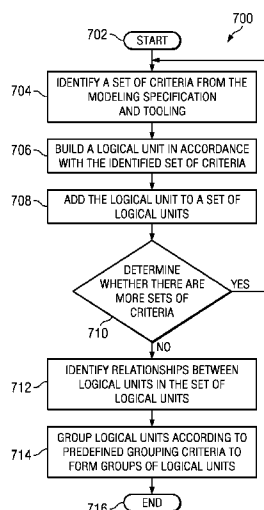 700
702
START
704
IDENTIFY A SET OF CRITERIA FROM THE
MODELING SPECIFICATION
AND TOOLING
706
BUILD A LOGICAL UNIT IN ACCORDANCE
WITH THE IDENTIFIED SET OF CRITERIA
708
ADD THE LOGICAL UNIT TO A SET OF
LOGICAL UNITS
DETERMINE
WHETHER THERE ARE
MORE SETS OF
CRITERIA
YES
710
NO
712
IDENTIFY RELATIONSHIPS BETWEEN
LOGICAL UNITS IN THE SET OF
LOGICAL UNITS
714
GROUP LOGICAL UNITS ACCORDING TO
PREDEFINED GROUPING CRITERIA TO
FORM GROUPS OF LOGICAL UNITS
716
END